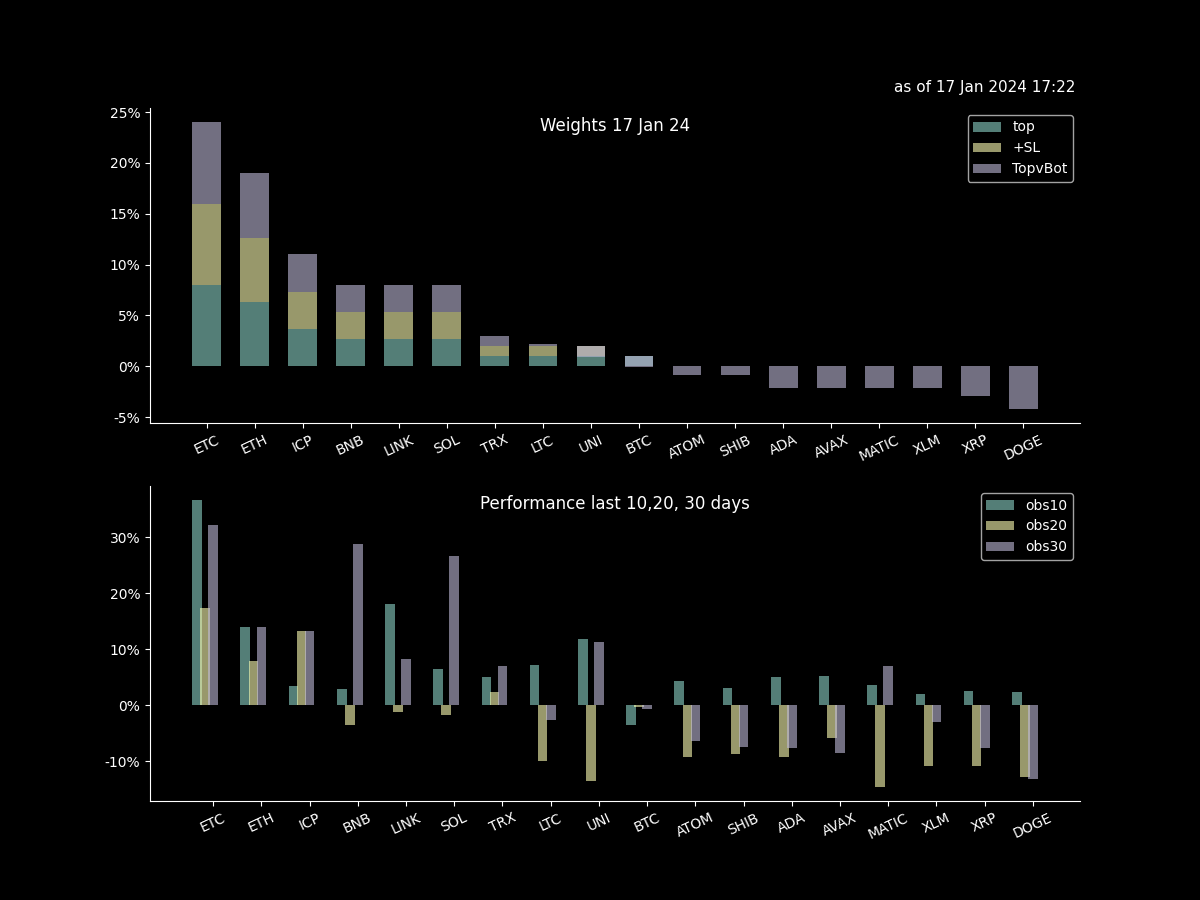 as of 17 Jan 2024 17:22
Weights 17 Jan 24
top
+SL
TopvBot
25%
20%
15%
10%
5%
0%
-5%
ETC ETH ICP BNB LINK SOL TRX LTC UNI BTC ATOM SHIB ADA AVAX MATIC XLM XRP DOGE
Performance last 10,20, 30 days
obs10
obs20
obs30
30%
20%
10%
0%
-10%
ETC ETH ICP BNB LINK SOL TRX LTC UNI BTC ATOM SHIB ADA AVAX MATIC XLM XRP DOGE